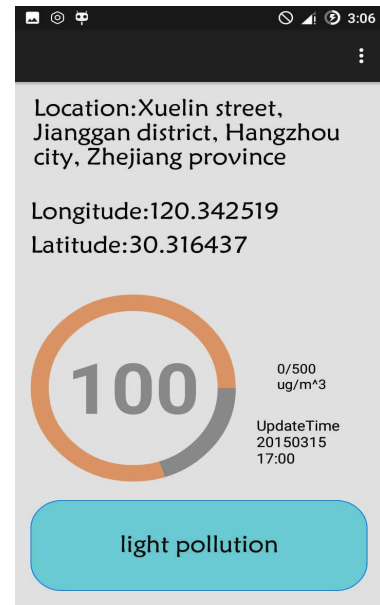 3:06
Location:Xuelin street,
Jianggan district, Hangzhou
city, Zhejiang province
Longitude:120.342519
Latitude:30.316437
100
0/500
ug/m^3
UpdateTime
20150315
17:00
light pollution